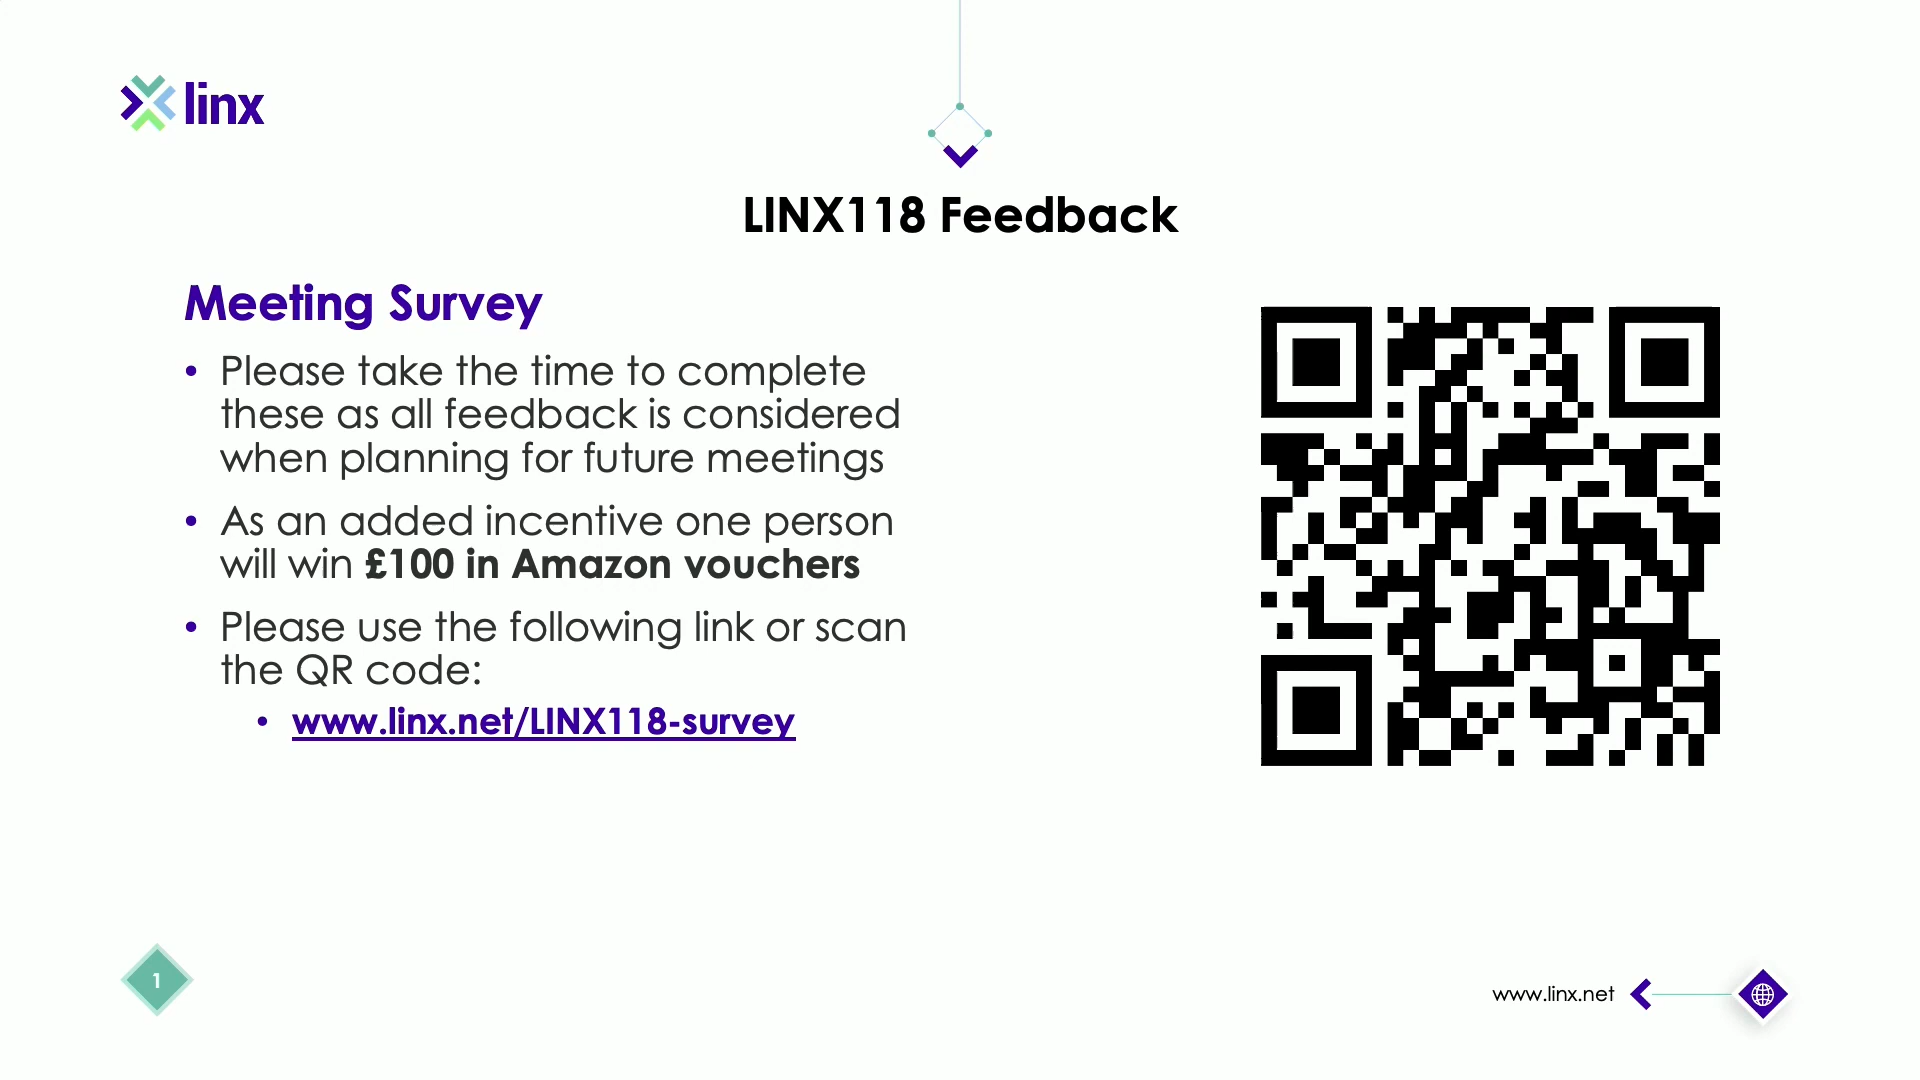 linx
LINX118 Feedback
Meeting Survey
• Please take the time to complete
these as all feedback is considered
when planning for future meetings
• As an added incentive one person
will win £100 in Amazon vouchers
• Please use the following link or scan
the QR code:
• www.linx.net/LINX118-survey
1
www.linx.net